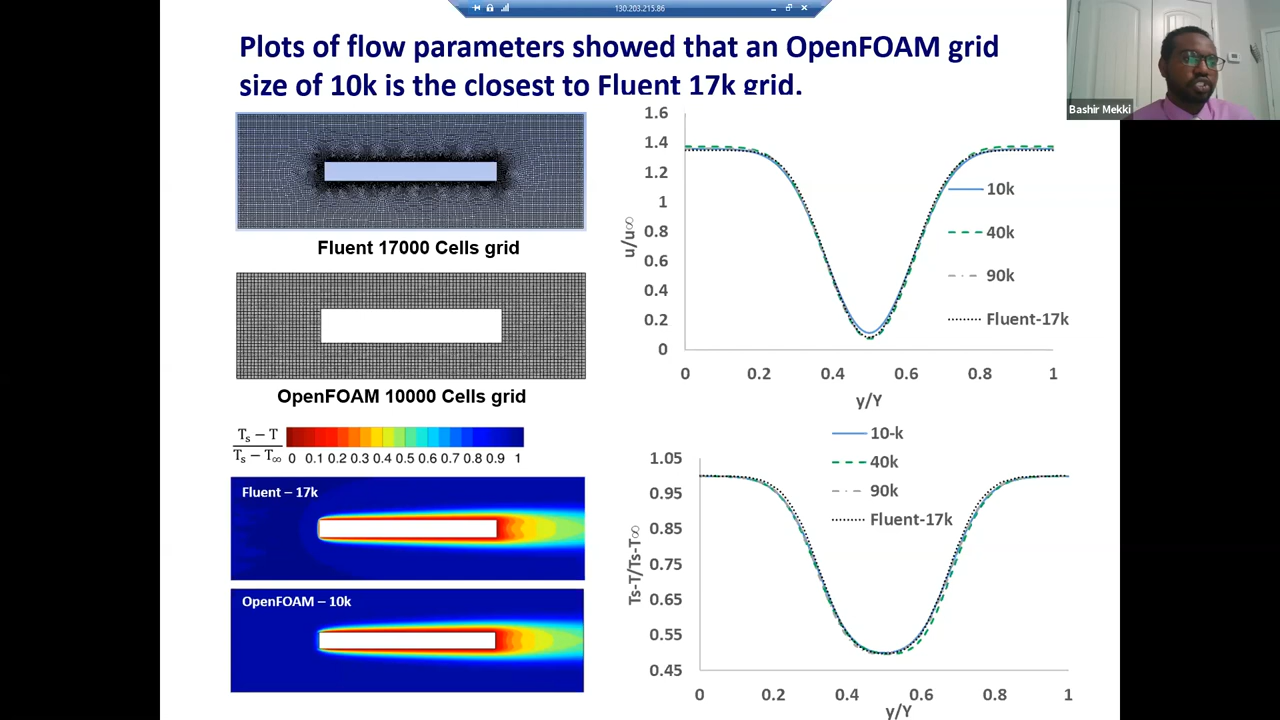 130.203.215.86
Plots of flow parameters showed that an OpenFOAM grid
size of 10k is the closest to Fluent 17k grid.
Bashir Mekki
Fluent 17000 Cells grid
OpenFOAM 10000 Cells grid
Ts − T
Ts − T∞
0 0.1 0.2 0.3 0.4 0.5 0.6 0.7 0.8 0.9 1
Fluent – 17k
OpenFOAM – 10k
1.6
1.4
1.2
1
0.8
0.6
0.4
0.2
0
u/u∞
0 0.2 0.4 0.6 0.8 1
y/Y
10k
40k
90k
Fluent-17k
10-k
40k
90k
Fluent-17k
1.05
0.95
0.85
0.75
0.65
0.55
0.45
Ts-T/Ts-T∞
0 0.2 0.4 0.6 0.8 1
y/Y